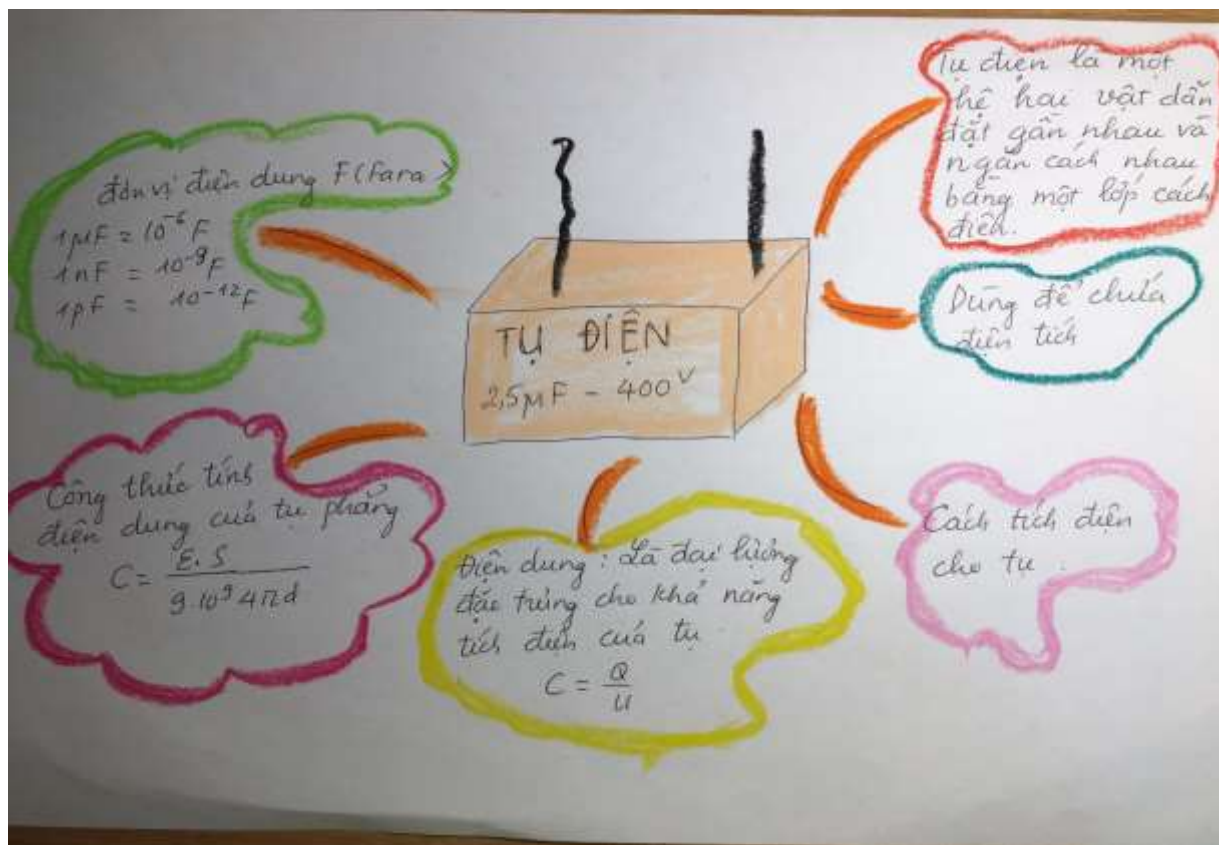 đơn vị điện dung F(Fara)
1µF = 10⁻⁶ F
1nF = 10⁻⁹F
1pF = 10⁻¹²F
TỤ ĐIỆN
2,5µF - 400V
Tụ điện là một
hệ hai vật dẫn
đặt gần nhau và
ngăn cách nhau
bằng một lớp cách
điện.
Dùng để chứa
điện tích
Công thức tính
điện dung của tụ phẳng
C = ε.S / 9.10⁹4πd
Điện dung : Là đại lượng
đặc trưng cho khả năng
tích điện của tụ
C = Q / U
Cách tích điện
cho tụ.